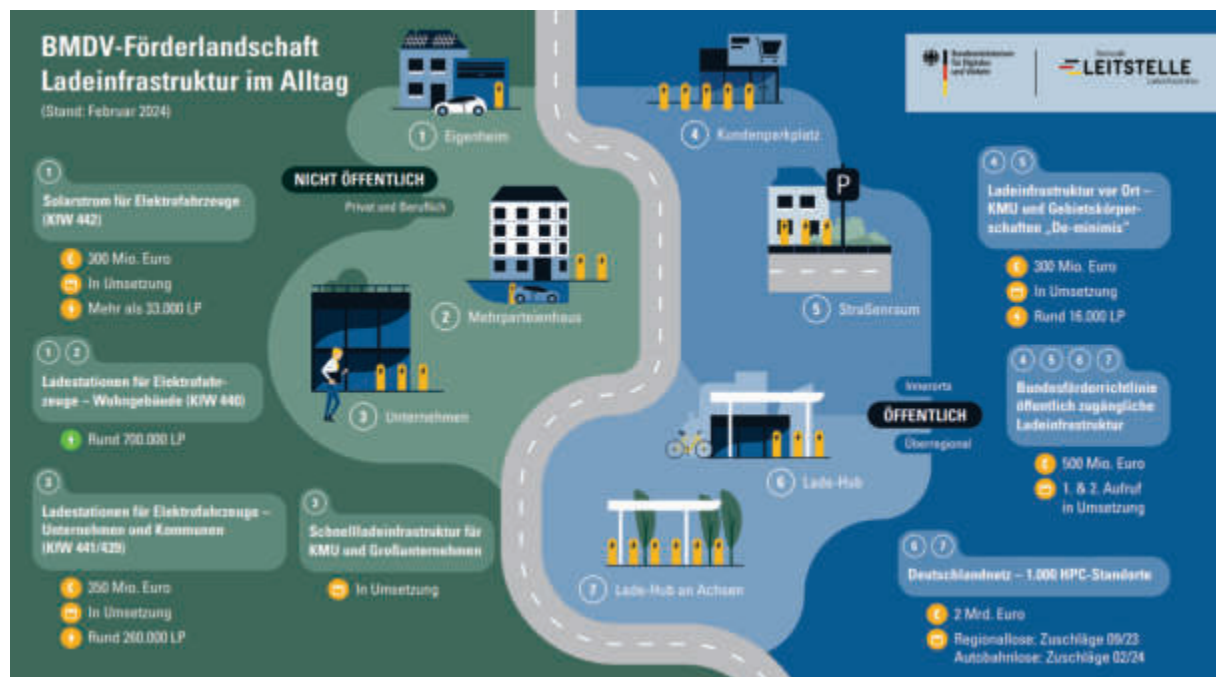 BMDV-Förderlandschaft
Ladeinfrastruktur im Alltag
(Stand: Februar 2024)
Bundesministerium
für Digitales
und Verkehr
Nationale
LEITSTELLE
Ladeinfrastruktur
1 Eigenheim
4 Kundenparkplatz
NICHT ÖFFENTLICH
Privat und Beruflich
P
2 Mehrparteienhaus
5 Straßenraum
3 Unternehmen
Innerorts
ÖFFENTLICH
Überregional
6 Lade-Hub
7 Lade-Hub an Achsen
1
Solarstrom für Elektrofahrzeuge
(KfW 442)
€ 300 Mio. Euro
In Umsetzung
Mehr als 33.000 LP
1 2
Ladestationen für Elektrofahr-
zeuge – Wohngebäude (KfW 440)
Rund 700.000 LP
3
Ladestationen für Elektrofahrzeuge –
Unternehmen und Kommunen
(KfW 441/439)
€ 350 Mio. Euro
In Umsetzung
Rund 260.000 LP
3
Schnellladeinfrastruktur für
KMU und Großunternehmen
In Umsetzung
4 5
Ladeinfrastruktur vor Ort –
KMU und Gebietskörper-
schaften „De-minimis“
€ 300 Mio. Euro
In Umsetzung
Rund 16.000 LP
4 5 6 7
Bundesförderrichtlinie
öffentlich zugängliche
Ladeinfrastruktur
€ 500 Mio. Euro
1. & 2. Aufruf
in Umsetzung
6 7
Deutschlandnetz – 1.000 HPC-Standorte
€ 2 Mrd. Euro
Regionallose: Zuschläge 09/23
Autobahnlose: Zuschläge 02/24